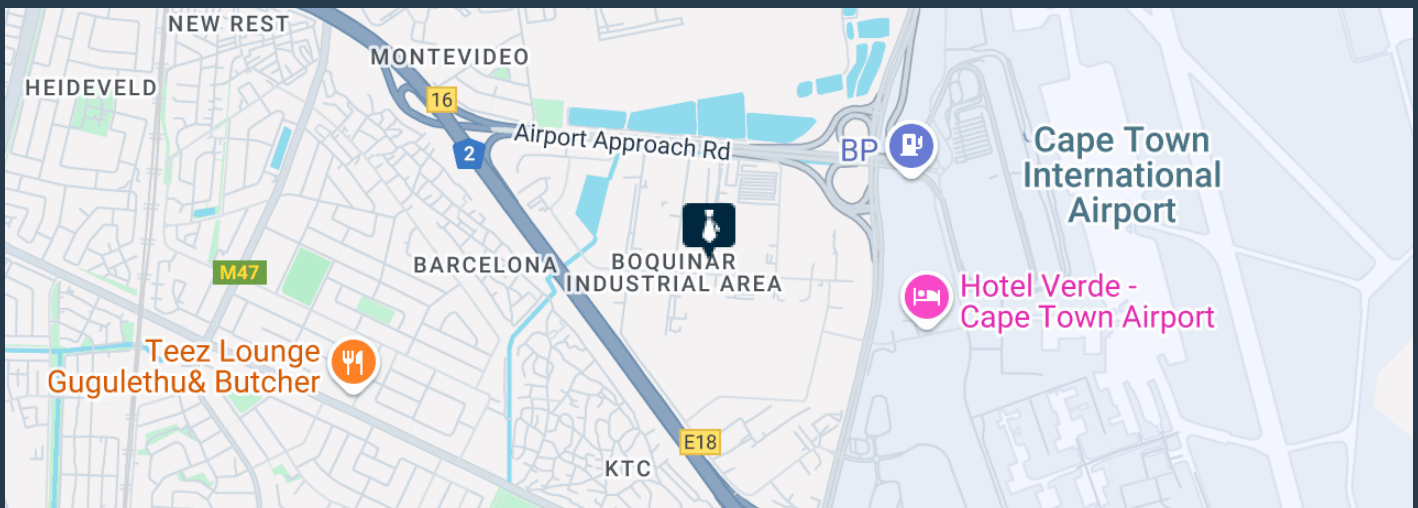 NEW REST
MONTEVIDEO
HEIDEVELD
16
2
Airport Approach Rd
BP
Cape Town
International
Airport
M47
BARCELONA
BOQUINAR
INDUSTRIAL AREA
Hotel Verde -
Cape Town Airport
Teez Lounge
Gugulethu& Butcher
E18
KTC